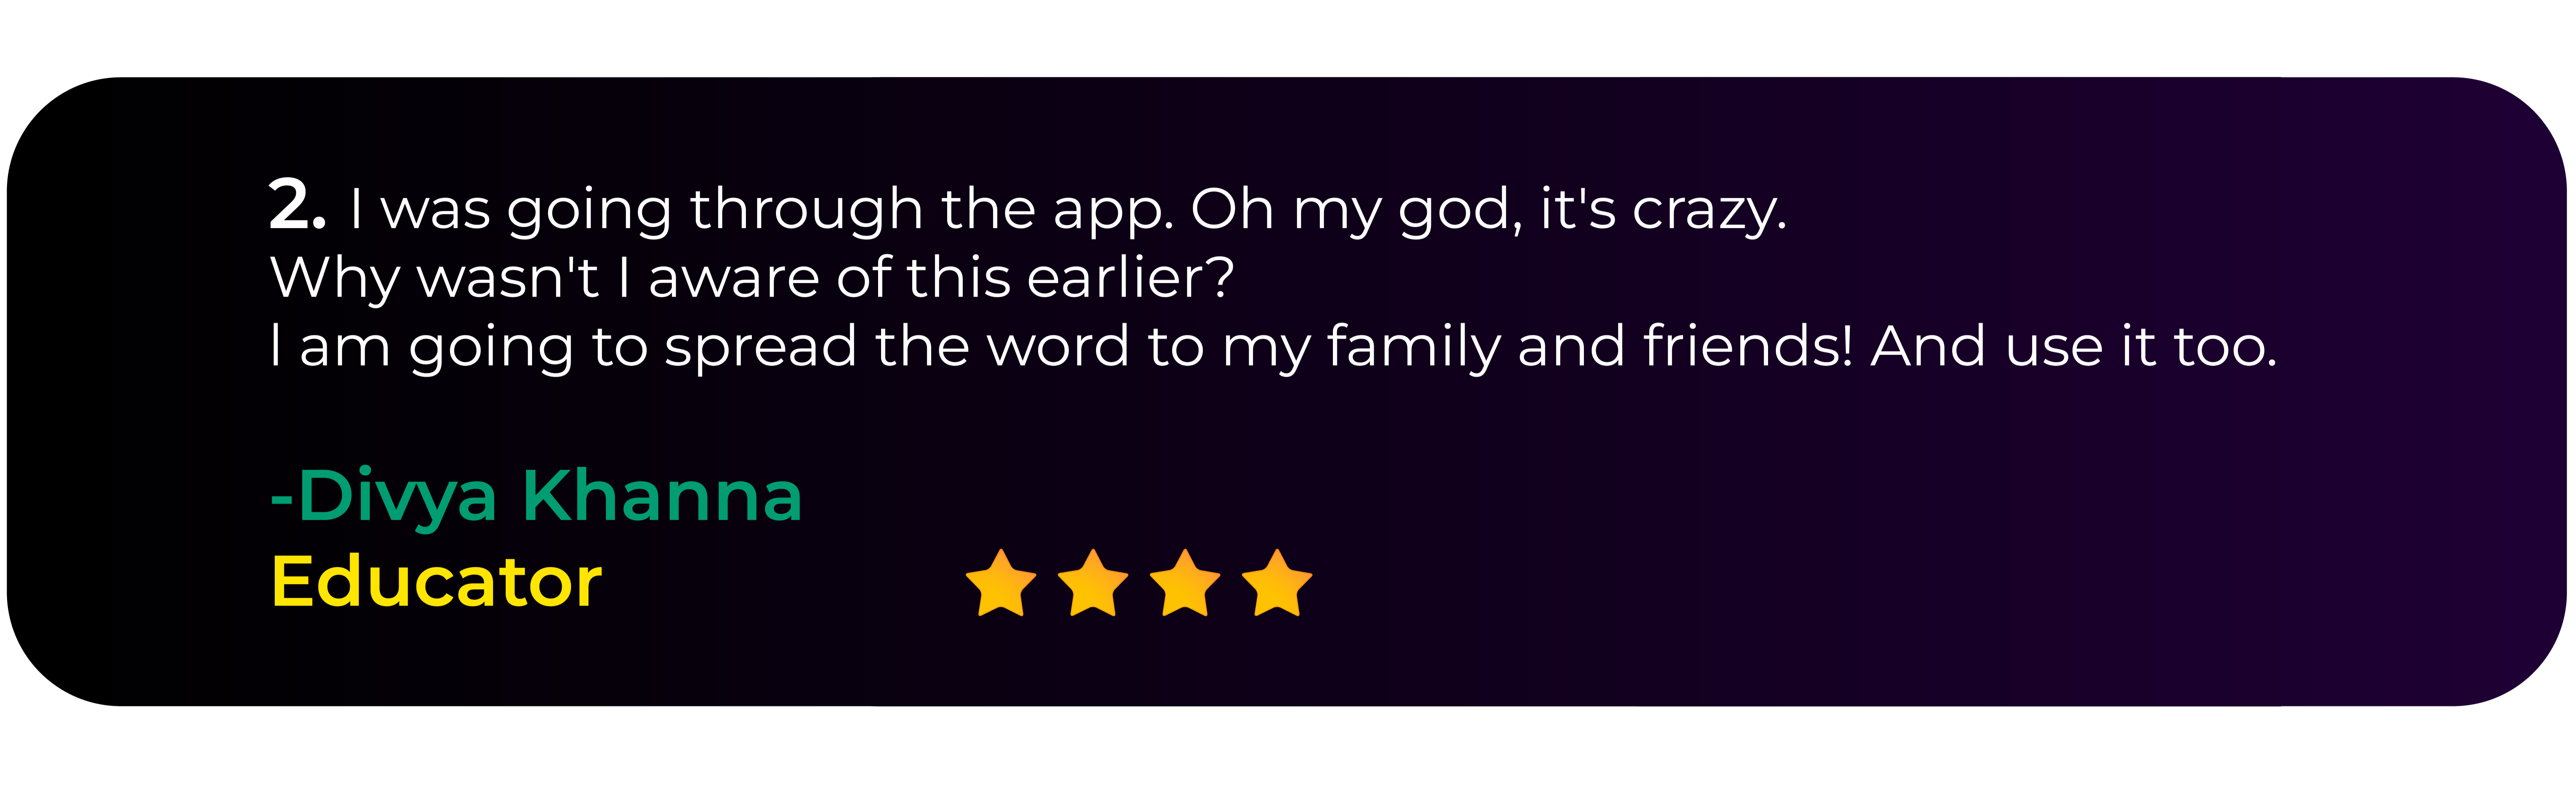 2. I was going through the app. Oh my god, it's crazy.
Why wasn't I aware of this earlier?
I am going to spread the word to my family and friends! And use it too.
-Divya Khanna
Educator